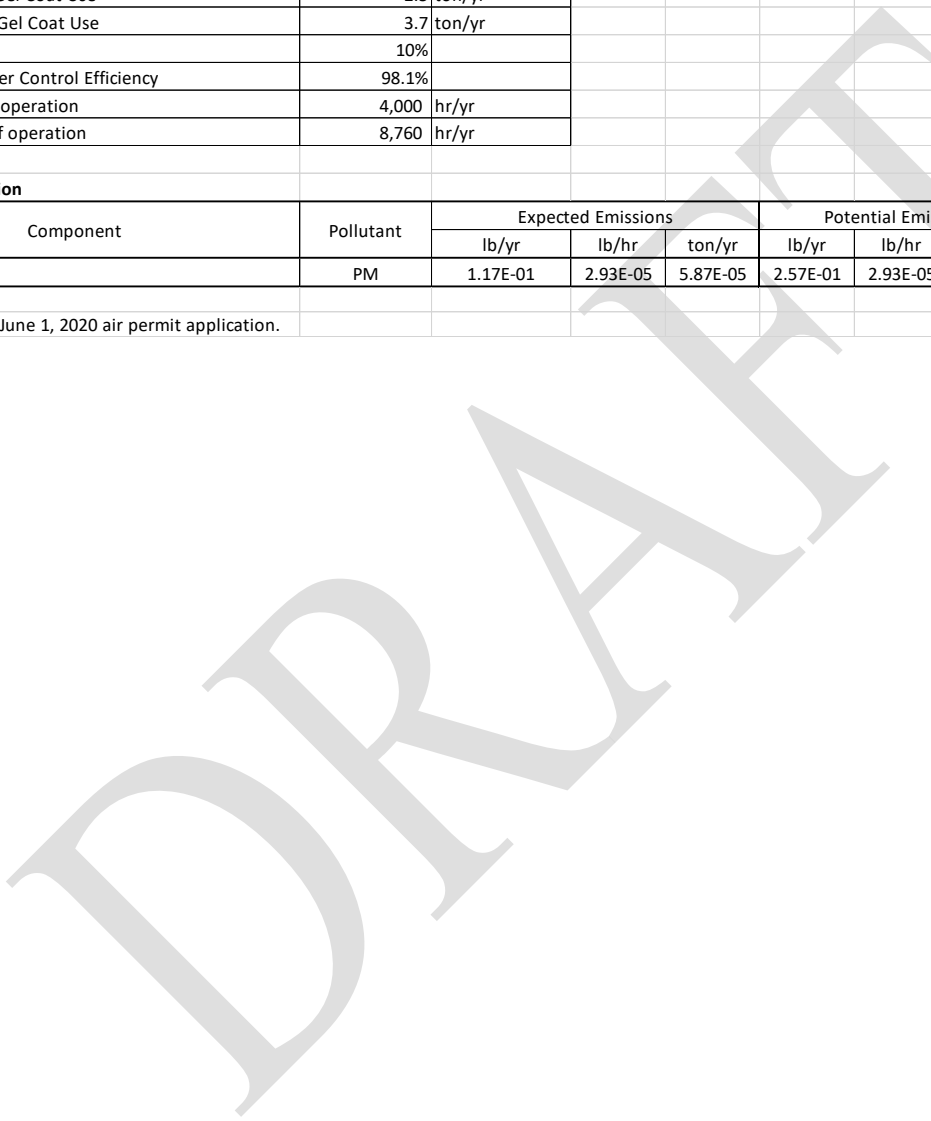 Gel Coat Use 3.7 ton/yr
10%
er Control Efficiency 98.1%
operation 4,000 hr/yr
f operation 8,760 hr/yr
ion
Component Pollutant Expected Emissions Potential Emi
lb/yr lb/hr ton/yr lb/yr lb/hr
PM 1.17E-01 2.93E-05 5.87E-05 2.57E-01 2.93E-05
June 1, 2020 air permit application.
DRAFT